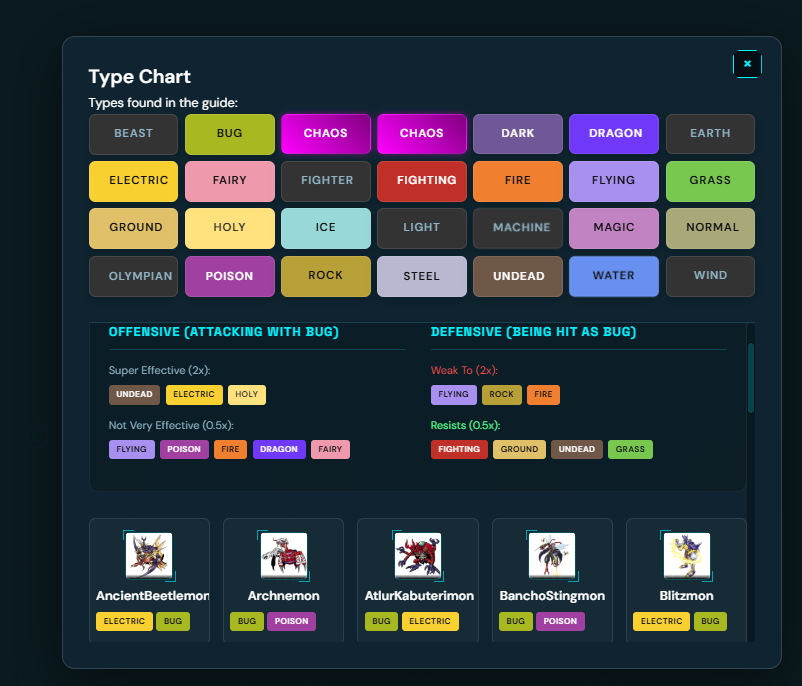 Type Chart
×
Types found in the guide:
BEAST BUG CHAOS CHAOS DARK DRAGON EARTH
ELECTRIC FAIRY FIGHTER FIGHTING FIRE FLYING GRASS
GROUND HOLY ICE LIGHT MACHINE MAGIC NORMAL
OLYMPIAN POISON ROCK STEEL UNDEAD WATER WIND
OFFENSIVE (ATTACKING WITH BUG)
Super Effective (2x):
UNDEAD ELECTRIC HOLY
Not Very Effective (0.5x):
FLYING POISON FIRE DRAGON FAIRY
DEFENSIVE (BEING HIT AS BUG)
Weak To (2x):
FLYING ROCK FIRE
Resists (0.5x):
FIGHTING GROUND UNDEAD GRASS
AncientBeetlemon
ELECTRIC BUG
Archnemon
BUG POISON
AtlurKabuterimon
BUG ELECTRIC
BanchoStingmon
BUG POISON
Blitzmon
ELECTRIC BUG